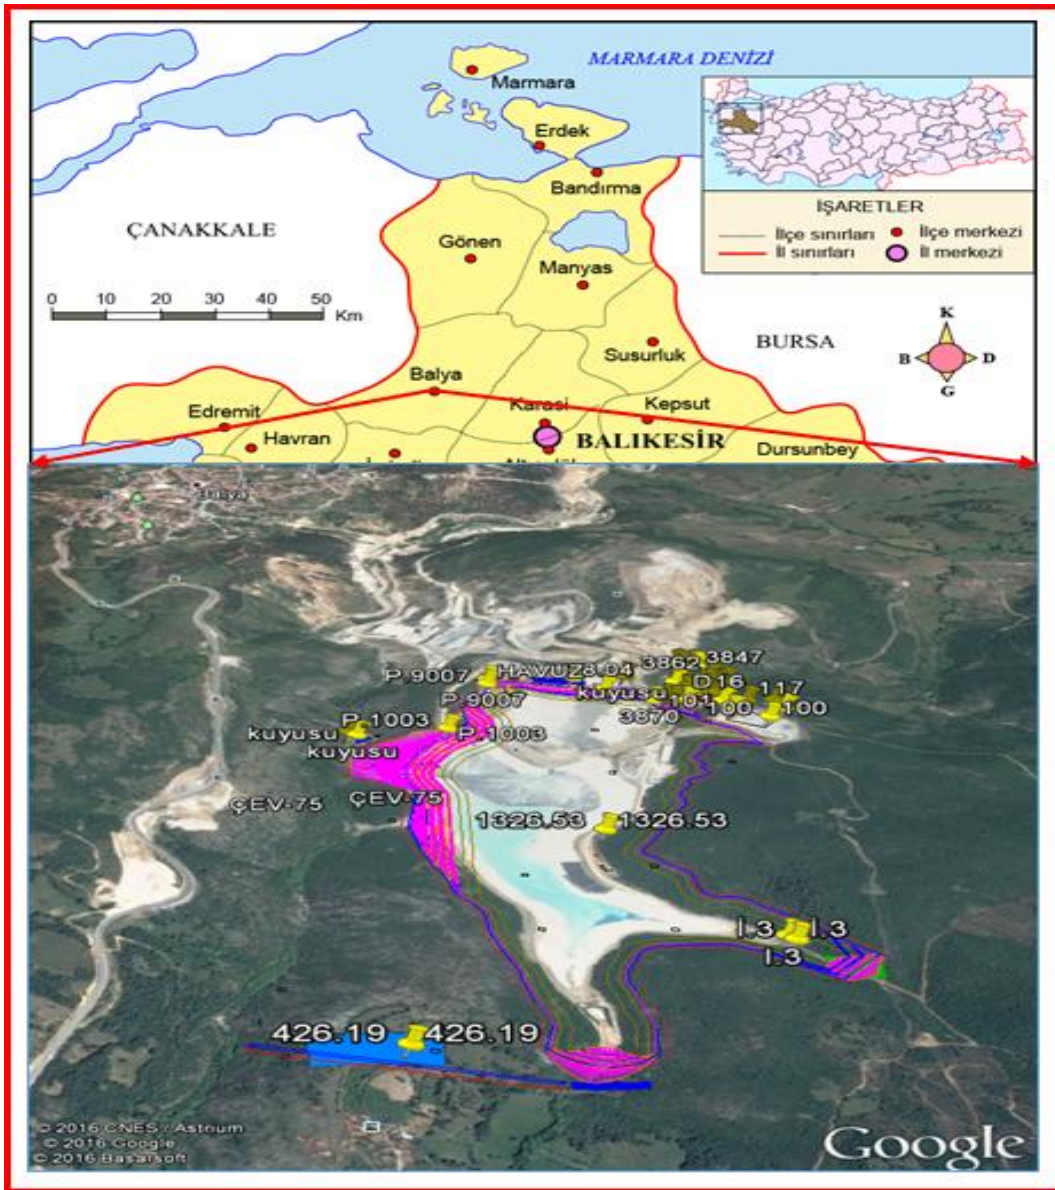 MARMARA DENİZİ
Marmara
Erdek
Bandırma
ÇANAKKALE
Gönen
Manyas
İŞARETLER
İlçe sınırları
İlçe merkezi
İl sınırları
İl merkezi
0 10 20 30 40 50
Km
Susurluk
BURSA
K
B D
G
Balya
Edremit
Havran
Karasi
Kepsut
BALIKESİR
Dursunbey
Balya
P.9007
HAVUZ8.04
3862
3847
D16
kuyusu
117
P.9007
101
100
100
3870
P.1003
kuyusu
P.1003
kuyusu
ÇEV-75
ÇEV-75
1326.53
1326.53
İ.3
İ.3
İ.3
426.19
426.19
© 2016 CNES / Astrium
© 2016 Google
© 2016 Basarsoft
Google